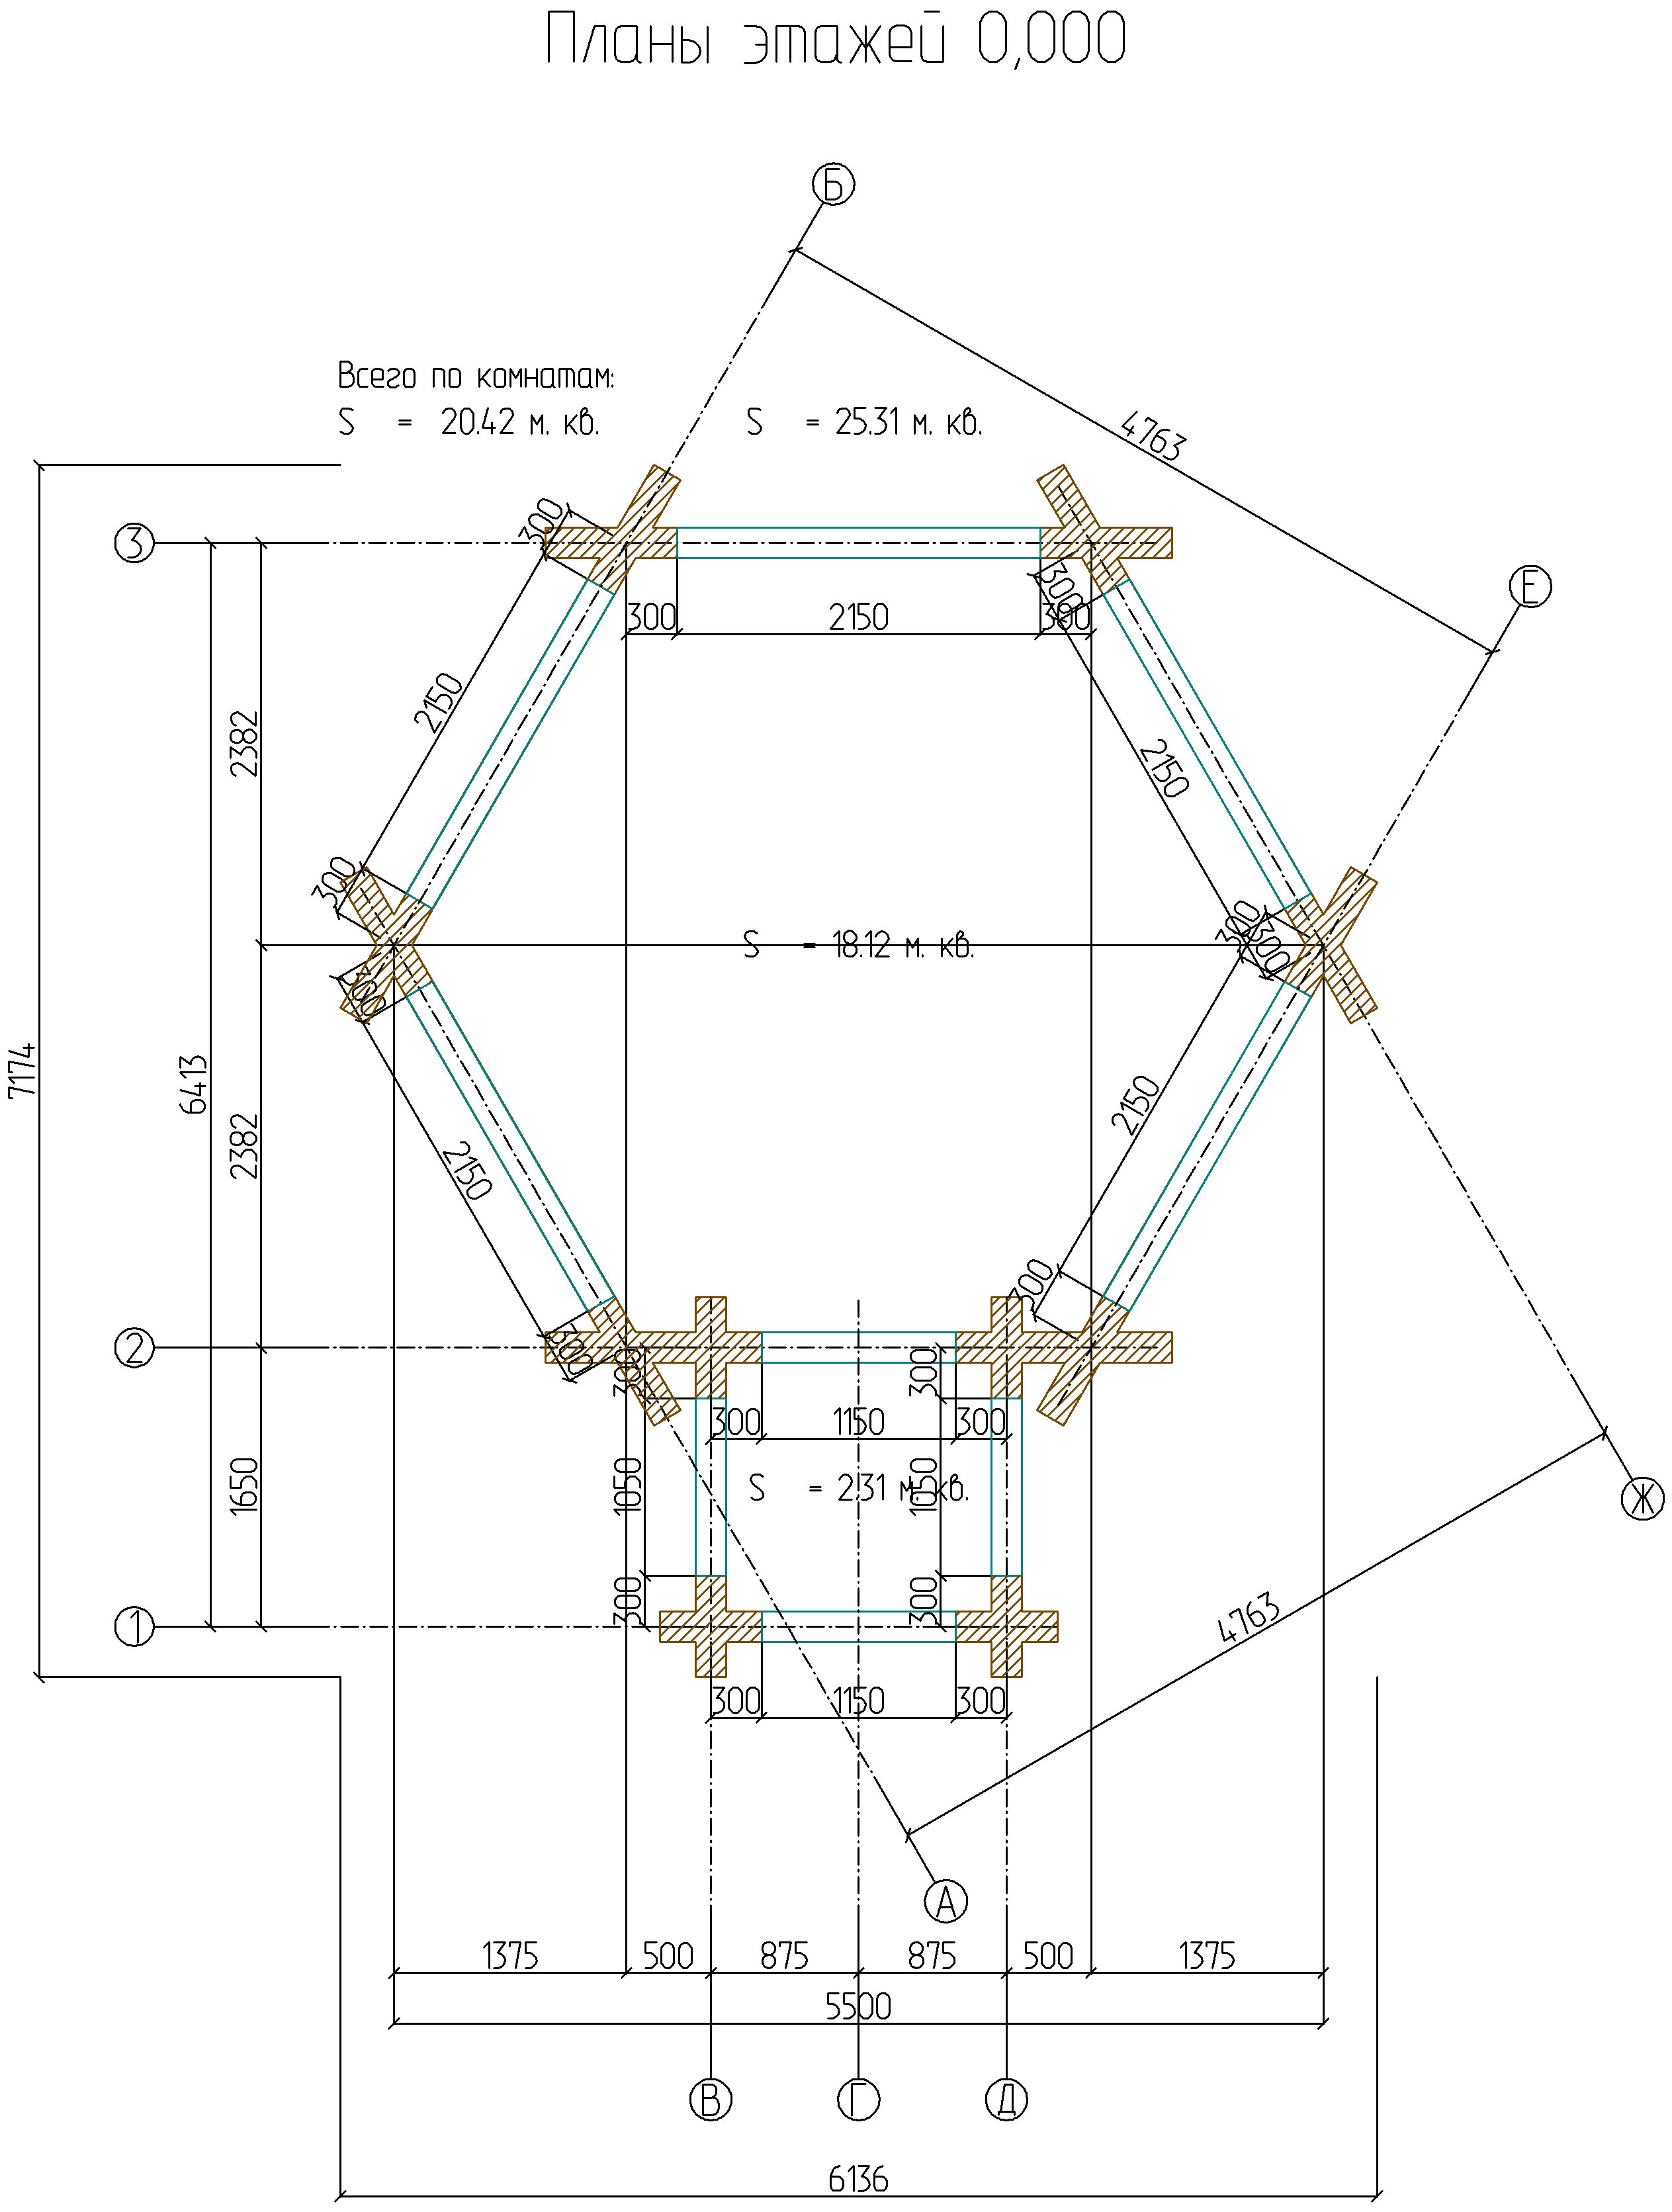 Планы этажей 0,000
Б
4763
Всего по комнатам:
S = 20.42 м. кв. S = 25.31 м. кв.
3
300
300
Е
300 2150 300
2150
2382
2150
300
300
S = 18.12 м. кв.
300
300
7174
6413
2382
2150
2150
300
2
300
300
300
300 1150 300
1650
1050
S = 2.31 м. кв.
1050
Ж
300
300
1
4763
300 1150 300
А
1375 500 875 875 500 1375
5500
В Г Д
6136